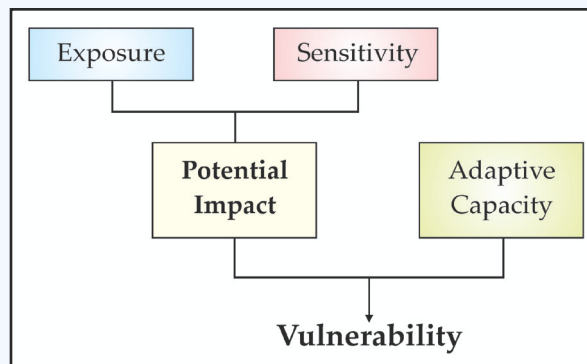 Exposure
Sensitivity
Potential
Impact
Adaptive
Capacity
Vulnerability